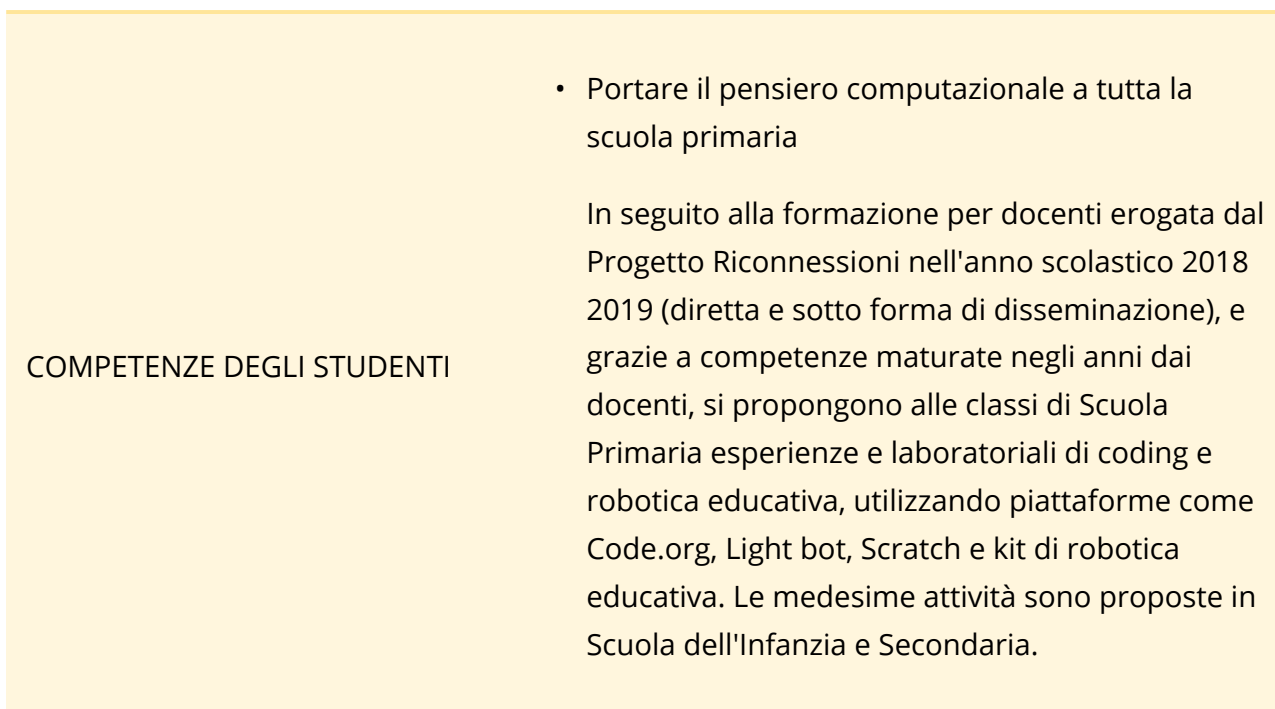 COMPETENZE DEGLI STUDENTI
• Portare il pensiero computazionale a tutta la
scuola primaria
In seguito alla formazione per docenti erogata dal
Progetto Riconnessioni nell'anno scolastico 2018
2019 (diretta e sotto forma di disseminazione), e
grazie a competenze maturate negli anni dai
docenti, si propongono alle classi di Scuola
Primaria esperienze e laboratoriali di coding e
robotica educativa, utilizzando piattaforme come
Code.org, Light bot, Scratch e kit di robotica
educativa. Le medesime attività sono proposte in
Scuola dell'Infanzia e Secondaria.